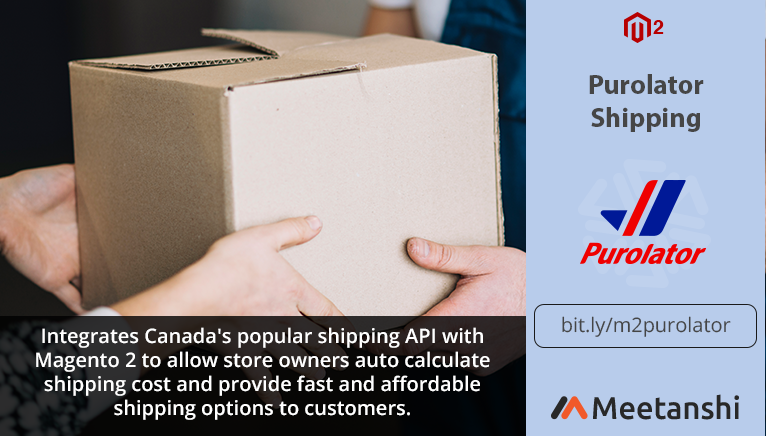 2
Purolator
Shipping
Purolator
bit.ly/m2purolator
Meetanshi
Integrates Canada's popular shipping API with
Magento 2 to allow store owners auto calculate
shipping cost and provide fast and affordable
shipping options to customers.